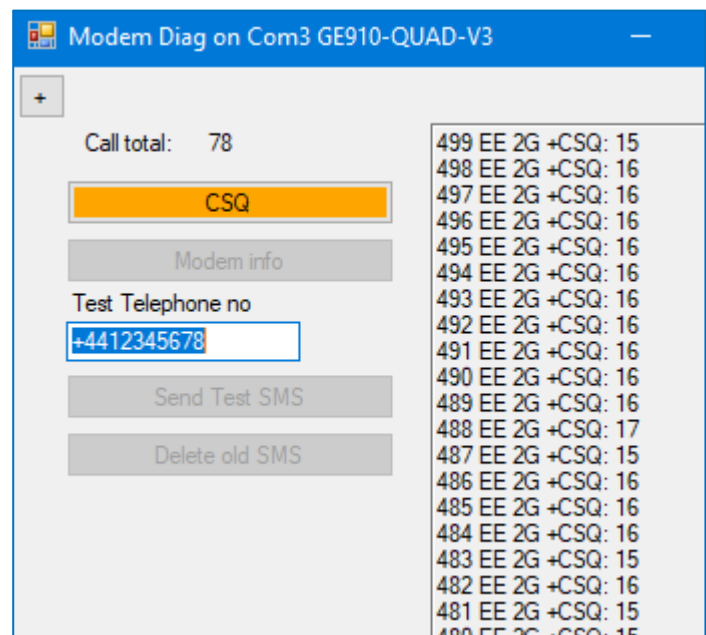 Modem Diag on Com3 GE910-QUAD-V3
+
Call total: 78
CSQ
Modem info
Test Telephone no
+4412345678
Send Test SMS
Delete old SMS
499 EE 2G +CSQ: 15
498 EE 2G +CSQ: 16
497 EE 2G +CSQ: 16
496 EE 2G +CSQ: 16
495 EE 2G +CSQ: 16
494 EE 2G +CSQ: 16
493 EE 2G +CSQ: 16
492 EE 2G +CSQ: 16
491 EE 2G +CSQ: 16
490 EE 2G +CSQ: 16
489 EE 2G +CSQ: 16
488 EE 2G +CSQ: 17
487 EE 2G +CSQ: 15
486 EE 2G +CSQ: 16
485 EE 2G +CSQ: 16
484 EE 2G +CSQ: 16
483 EE 2G +CSQ: 15
482 EE 2G +CSQ: 16
481 EE 2G +CSQ: 15
480 EE 2G +CSQ: 15